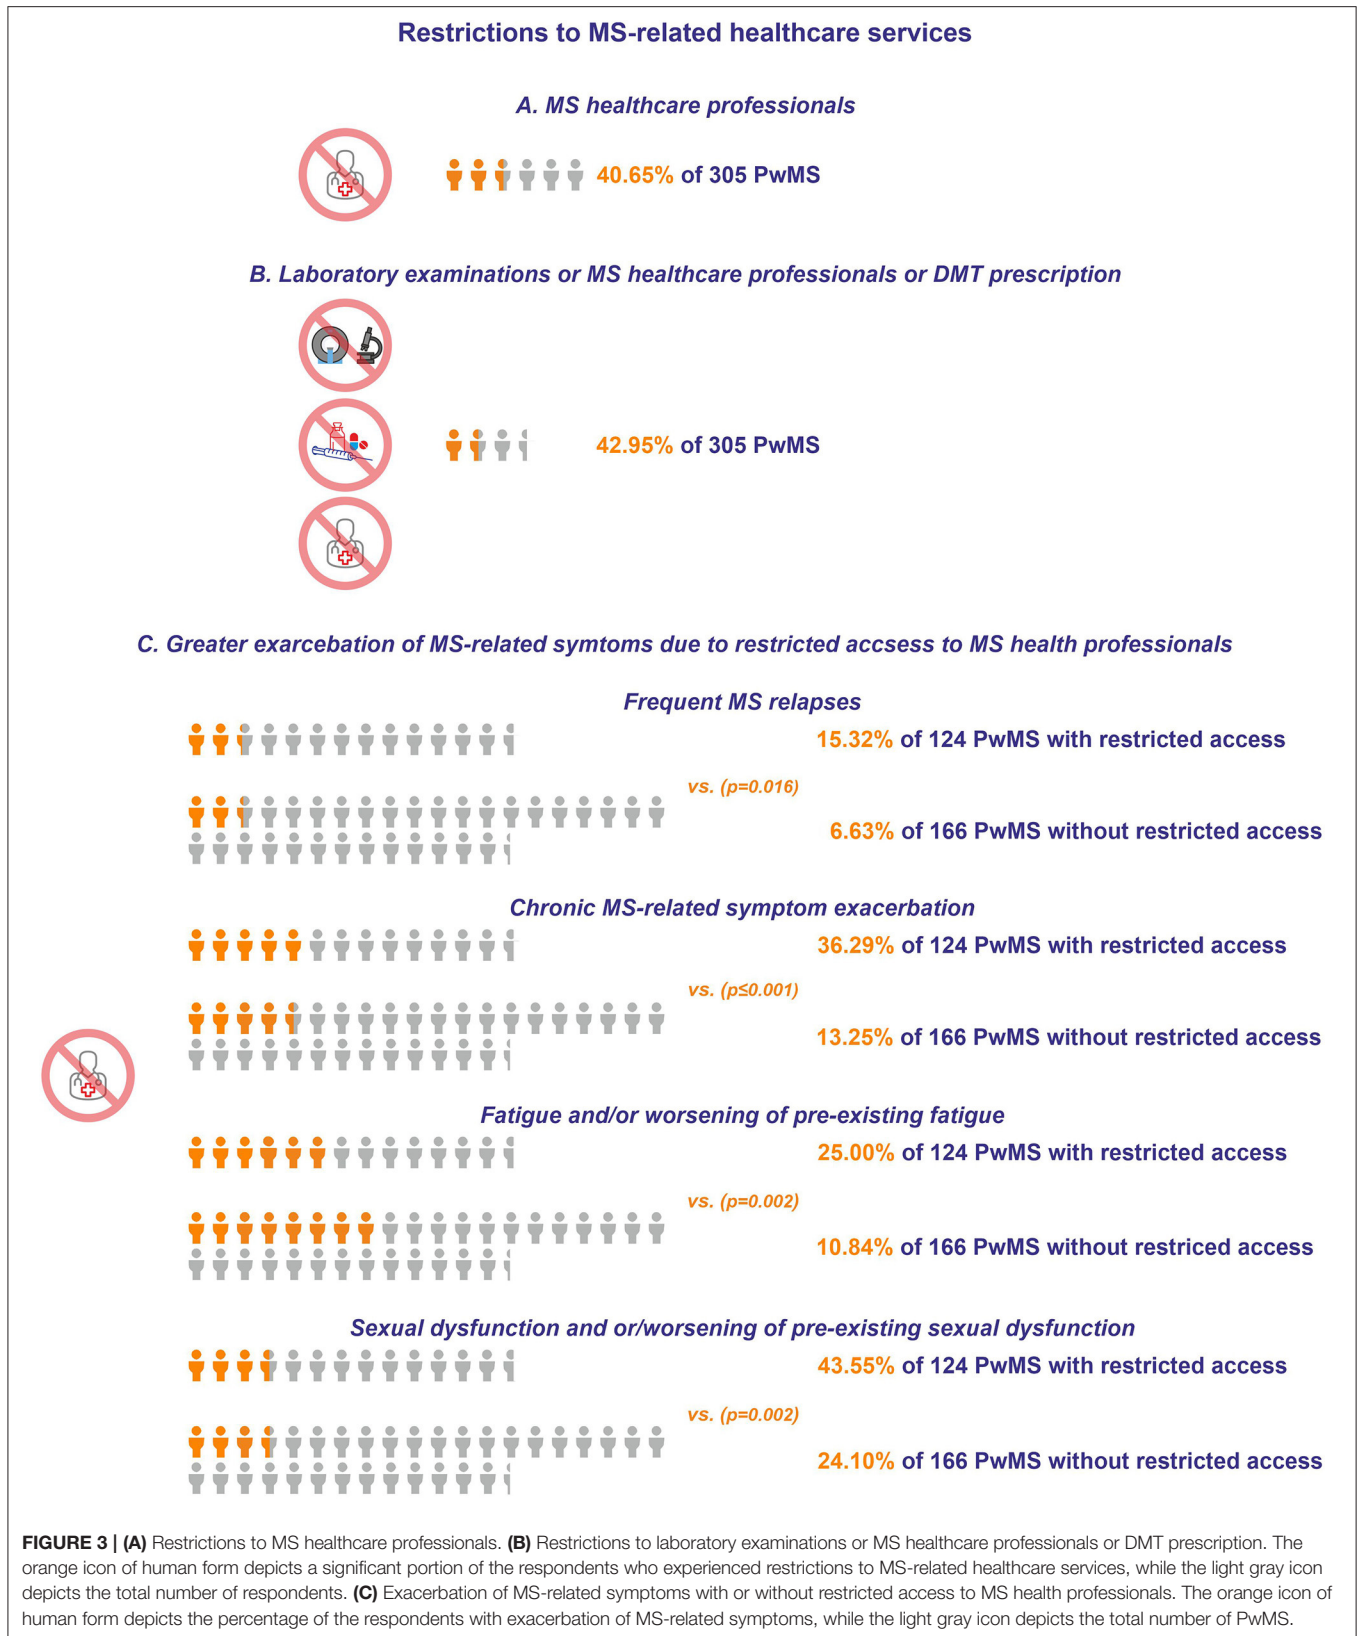 Restrictions to MS-related healthcare services
A. MS healthcare professionals
40.65% of 305 PwMS
B. Laboratory examinations or MS healthcare professionals or DMT prescription
42.95% of 305 PwMS
C. Greater exarcebation of MS-related symtoms due to restricted accsess to MS health professionals
Frequent MS relapses
15.32% of 124 PwMS with restricted access
vs. (p=0.016)
6.63% of 166 PwMS without restricted access
Chronic MS-related symptom exacerbation
36.29% of 124 PwMS with restricted access
vs. (p≤0.001)
13.25% of 166 PwMS without restricted access
Fatigue and/or worsening of pre-existing fatigue
25.00% of 124 PwMS with restricted access
vs. (p=0.002)
10.84% of 166 PwMS without restriced access
Sexual dysfunction and or/worsening of pre-existing sexual dysfunction
43.55% of 124 PwMS with restricted access
vs. (p=0.002)
24.10% of 166 PwMS without restricted access
FIGURE 3 | (A) Restrictions to MS healthcare professionals. (B) Restrictions to laboratory examinations or MS healthcare professionals or DMT prescription. The
orange icon of human form depicts a significant portion of the respondents who experienced restrictions to MS-related healthcare services, while the light gray icon
depicts the total number of respondents. (C) Exacerbation of MS-related symptoms with or without restricted access to MS health professionals. The orange icon of
human form depicts the percentage of the respondents with exacerbation of MS-related symptoms, while the light gray icon depicts the total number of PwMS.